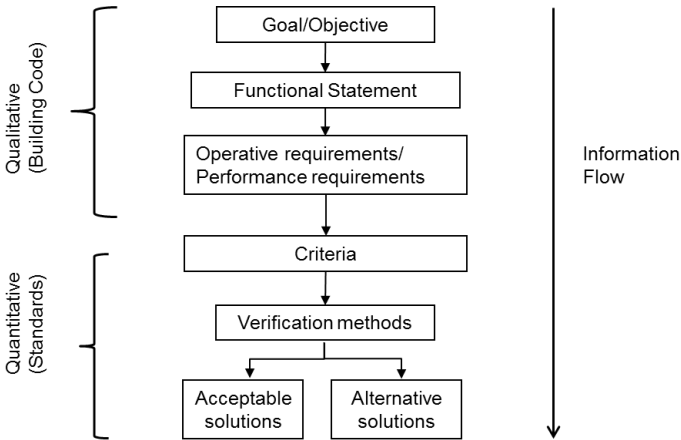 Goal/Objective
Functional Statement
Operative requirements/
Performance requirements
Criteria
Verification methods
Acceptable
solutions
Alternative
solutions
Qualitative
(Building Code)
Quantitative
(Standards)
Information
Flow